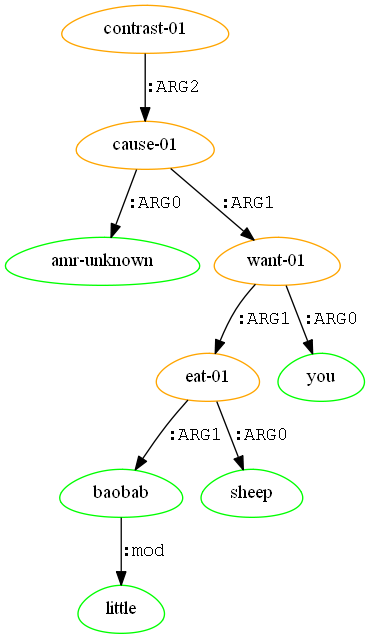 contrast-01
:ARG2
cause-01
:ARG0 :ARG1
amr-unknown want-01
:ARG1 :ARG0
eat-01 you
:ARG1 :ARG0
baobab sheep
:mod
little